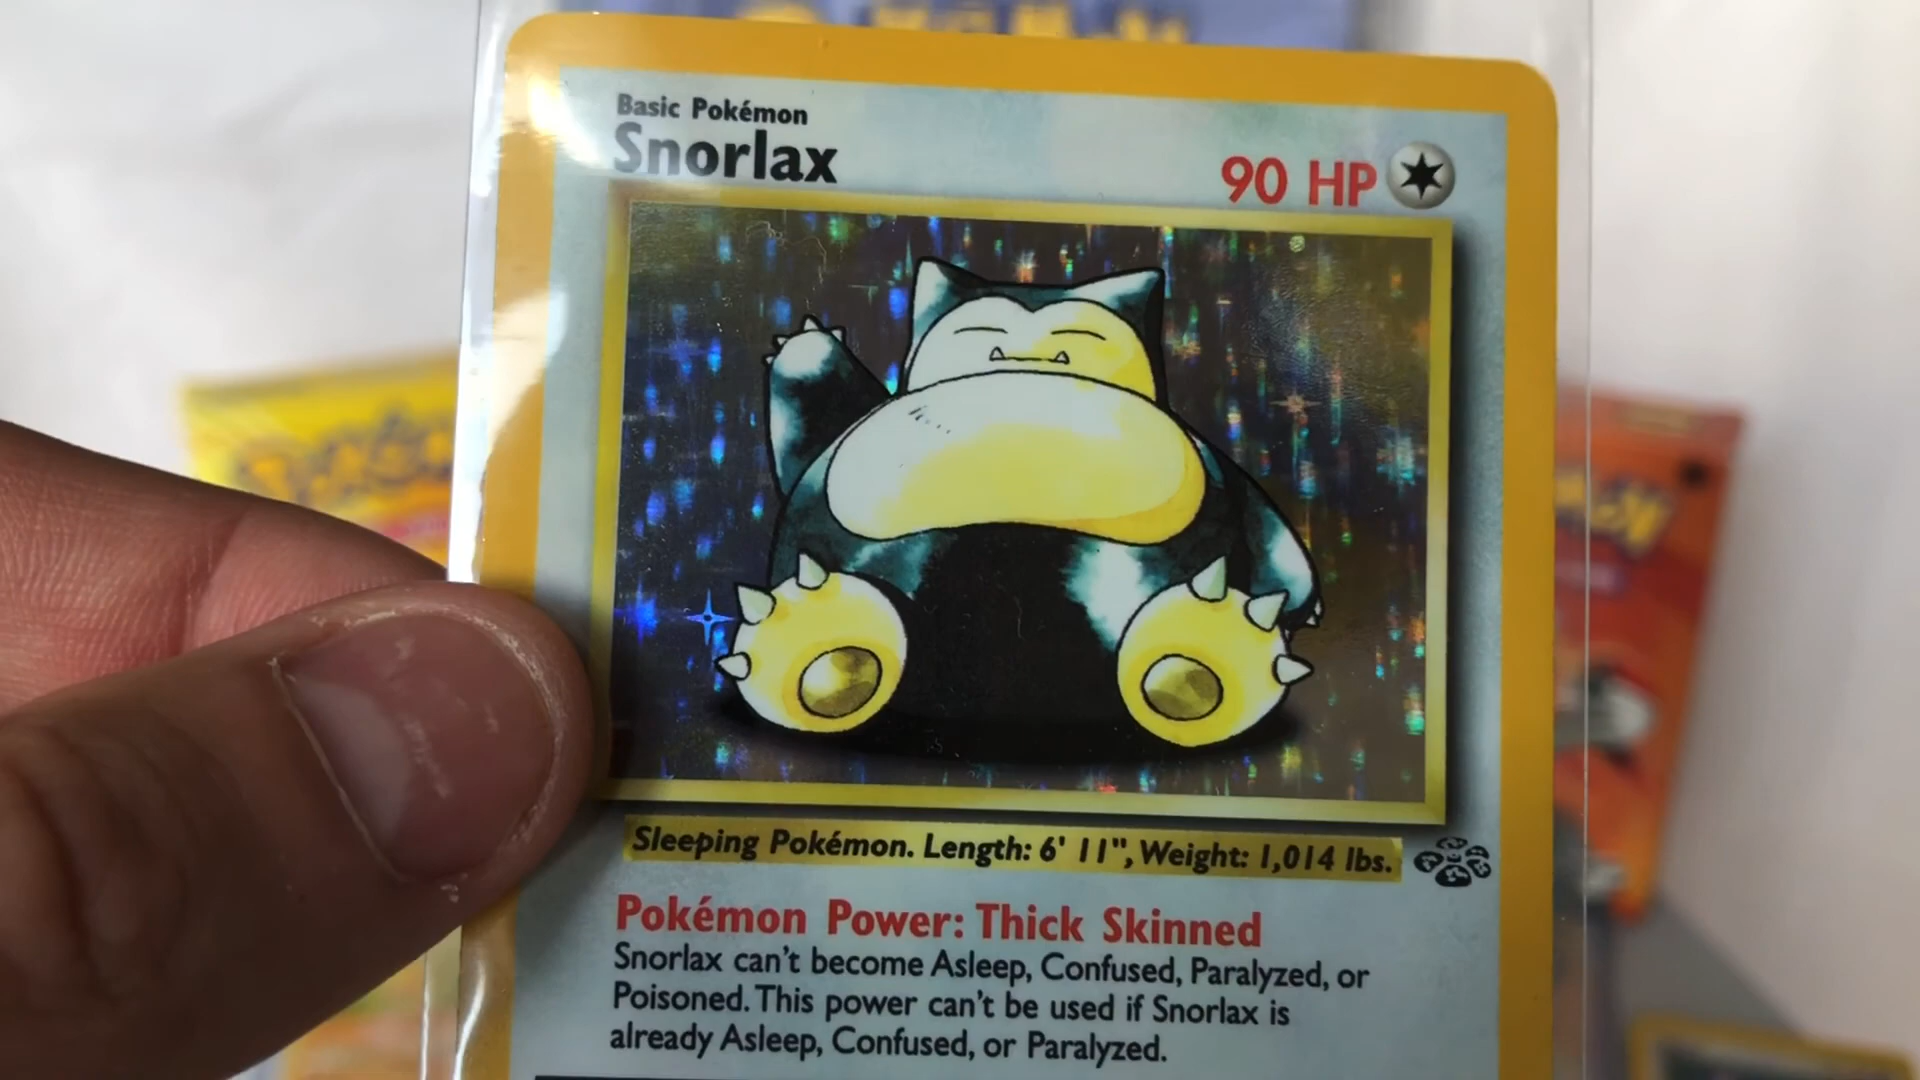 Basic Pokémon
Snorlax
90 HP
Sleeping Pokémon. Length: 6' 11", Weight: 1,014 lbs.
Pokémon Power: Thick Skinned
Snorlax can't become Asleep, Confused, Paralyzed, or
Poisoned. This power can't be used if Snorlax is
already Asleep, Confused, or Paralyzed.